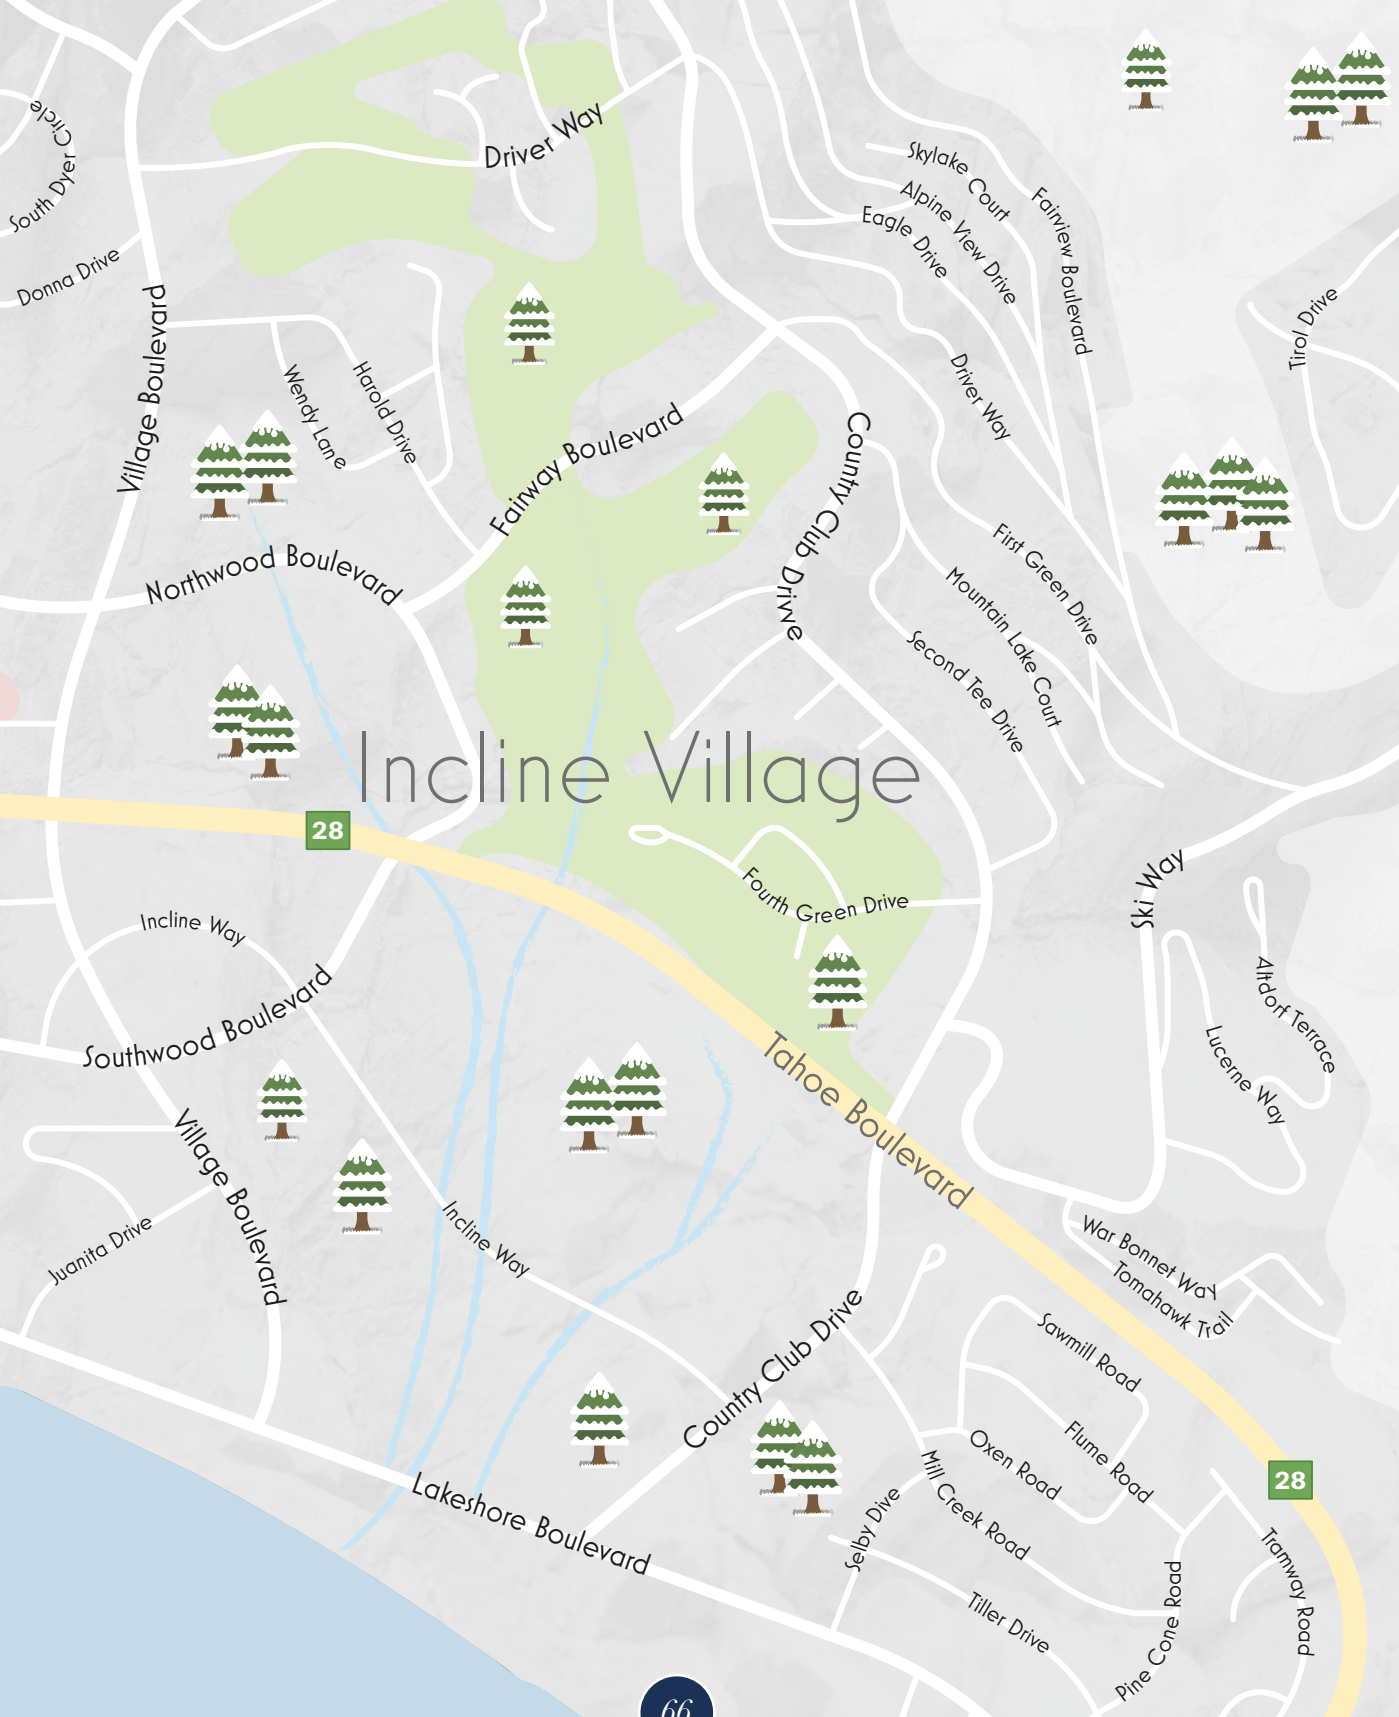 South Dyer Circle
Donna Drive
Driver Way
Skylake Court
Alpine View Drive
Eagle Drive
Fairview Boulevard
Tirol Drive
Village Boulevard
Wendy Lane
Harold Drive
Driver Way
Fairway Boulevard
Country Club Drivve
Northwood Boulevard
First Green Drive
Mountain Lake Court
Second Tee Drive
Incline Village
28
Ski Way
Fourth Green Drive
Incline Way
Altdorf Terrace
Lucerne Way
Southwood Boulevard
Tahoe Boulevard
Village Boulevard
Juanita Drive
Incline Way
War Bonnet Way
Tomahawk Trail
Country Club Drive
Sawmill Road
Flume Road
Oxen Road
Mill Creek Road
28
Lakeshore Boulevard
Selby Dive
Tramway Road
Tiller Drive
Pine Cone Road
66